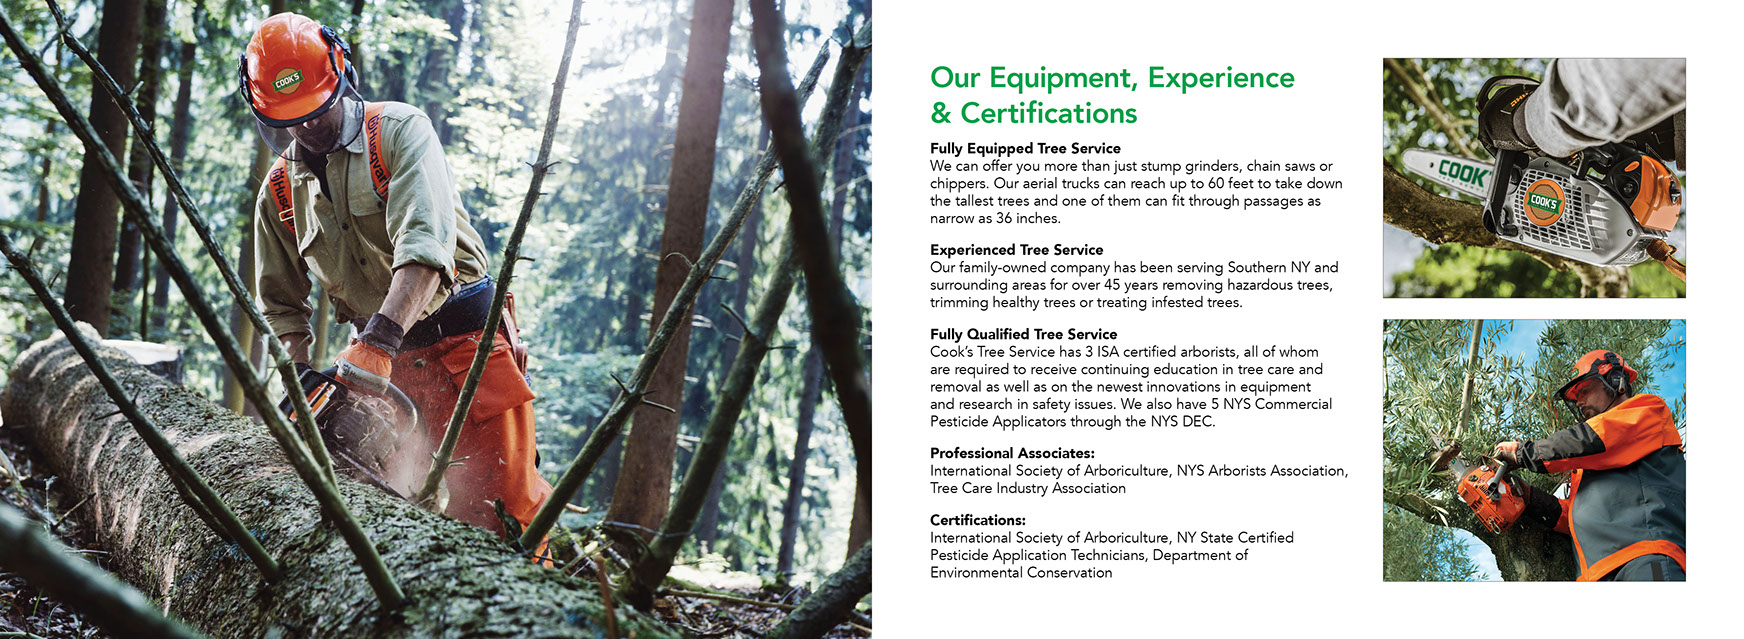 COOK'S
Husqvarna
Husqva
Our Equipment, Experience
& Certifications
Fully Equipped Tree Service
We can offer you more than just stump grinders, chain saws or
chippers. Our aerial trucks can reach up to 60 feet to take down
the tallest trees and one of them can fit through passages as
narrow as 36 inches.
Experienced Tree Service
Our family-owned company has been serving Southern NY and
surrounding areas for over 45 years removing hazardous trees,
trimming healthy trees or treating infested trees.
Fully Qualified Tree Service
Cook's Tree Service has 3 ISA certified arborists, all of whom
are required to receive continuing education in tree care and
removal as well as on the newest innovations in equipment
and research in safety issues. We also have 5 NYS Commercial
Pesticide Applicators through the NYS DEC.
Professional Associates:
International Society of Arboriculture, NYS Arborists Association,
Tree Care Industry Association
Certifications:
International Society of Arboriculture, NY State Certified
Pesticide Application Technicians, Department of
Environmental Conservation
COOK'
COOK'S